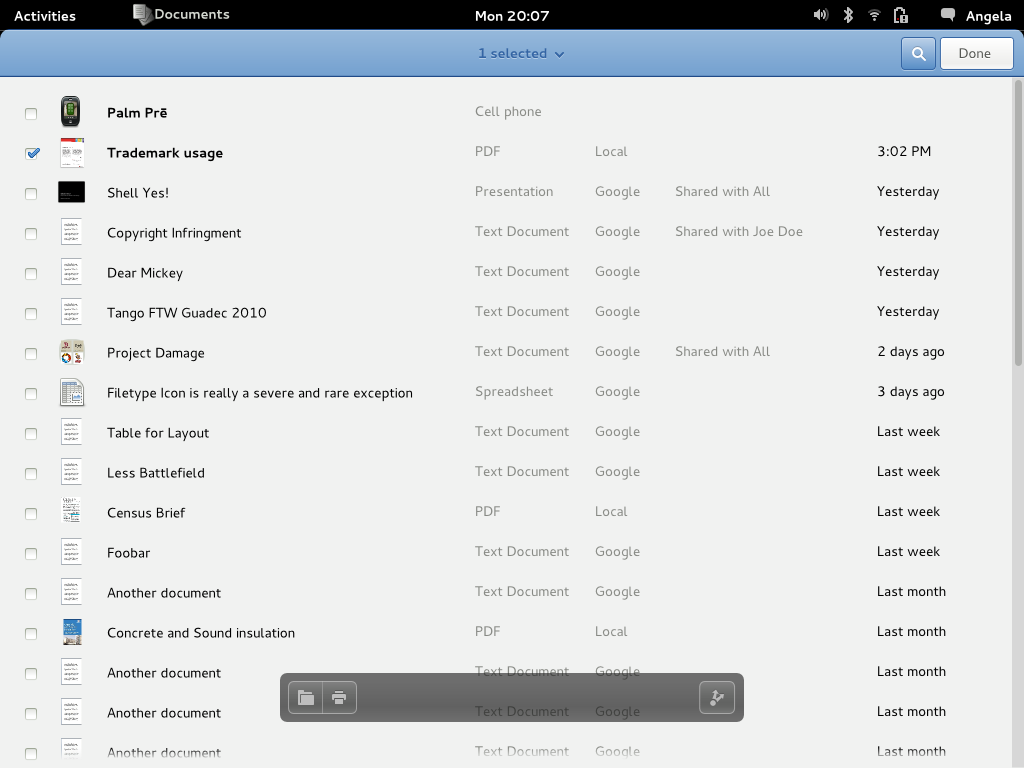 Activities Documents Mon 20:07 Angela
1 selected Done
Palm Prē Cell phone
Trademark usage PDF Local 3:02 PM
Shell Yes! Presentation Google Shared with All Yesterday
Copyright Infringment Text Document Google Shared with Joe Doe Yesterday
Dear Mickey Text Document Google Yesterday
Tango FTW Guadec 2010 Text Document Google Yesterday
Project Damage Text Document Google Shared with All 2 days ago
Filetype Icon is really a severe and rare exception Spreadsheet Google 3 days ago
Table for Layout Text Document Google Last week
Less Battlefield Text Document Google Last week
Census Brief PDF Local Last week
Foobar Text Document Google Last week
Another document Text Document Google Last month
Concrete and Sound insulation PDF Local Last month
Another document Text Document Google Last month
Another document Text Document Google Last month
Another document Text Document Google Last month